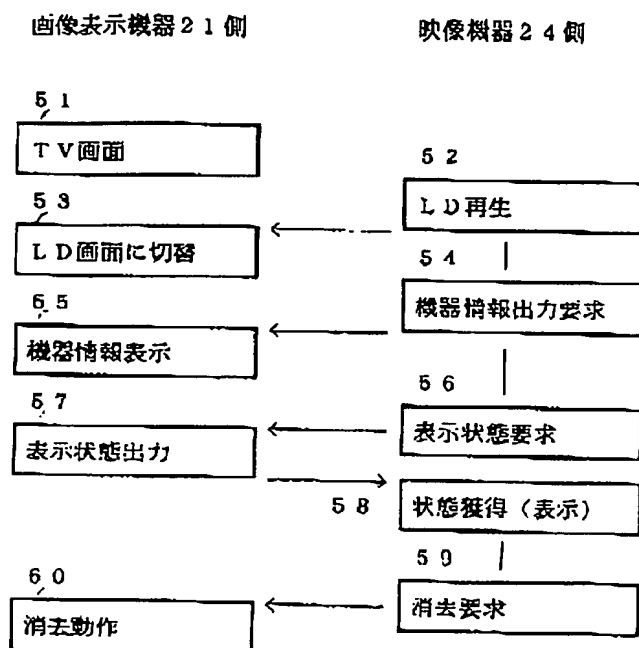 画像表示機器21側
映像機器24側
51
TV画面
52
LD再生
53
LD画面に切替
54
機器情報出力要求
55
機器情報表示
56
表示状態要求
57
表示状態出力
58
状態獲得（表示）
59
消去要求
60
消去動作